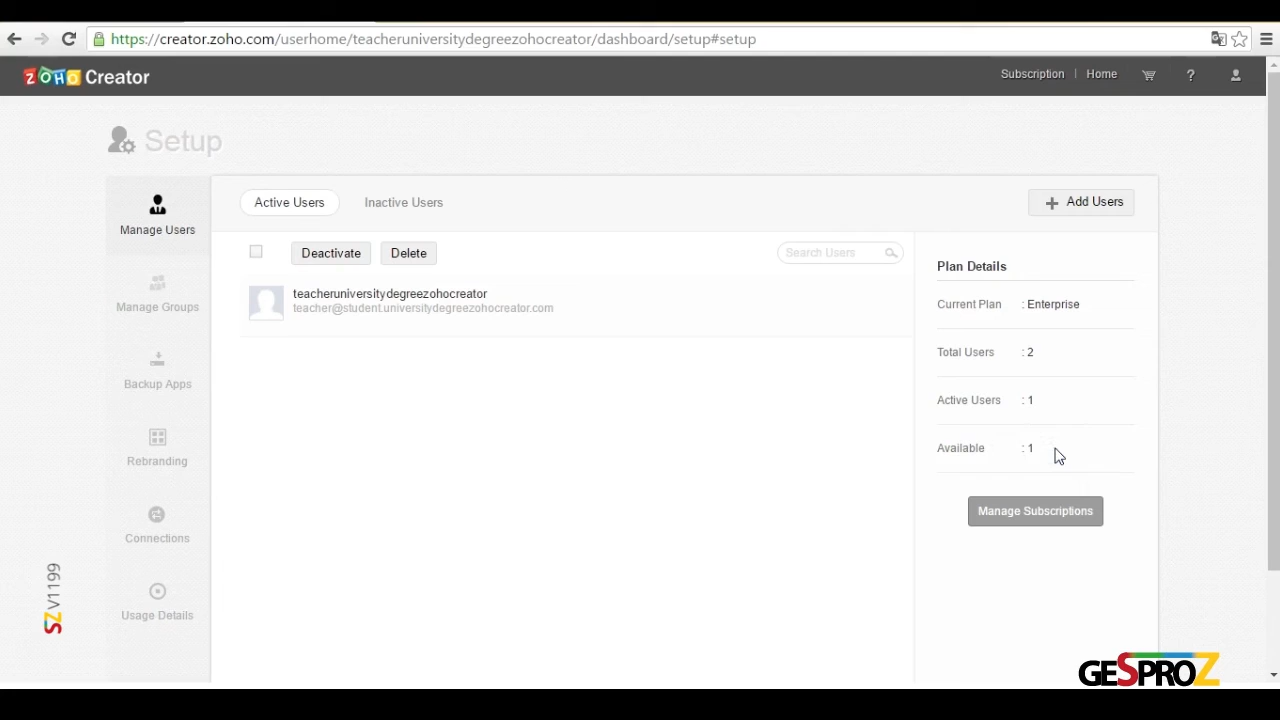 https://creator.zoho.com/userhome/teacheruniversitydegreezohocreator/dashboard/setup#setup
ZOHO Creator
Subscription | Home
?
Setup
Manage Users
Manage Groups
Backup Apps
Rebranding
Connections
Usage Details
Active Users
Inactive Users
+ Add Users
Deactivate
Delete
Search Users
teacheruniversitydegreezohocreator
teacher@student.universitydegreezohocreator.com
Plan Details
Current Plan : Enterprise
Total Users : 2
Active Users : 1
Available : 1
Manage Subscriptions
SZ V1199
GESPROZ